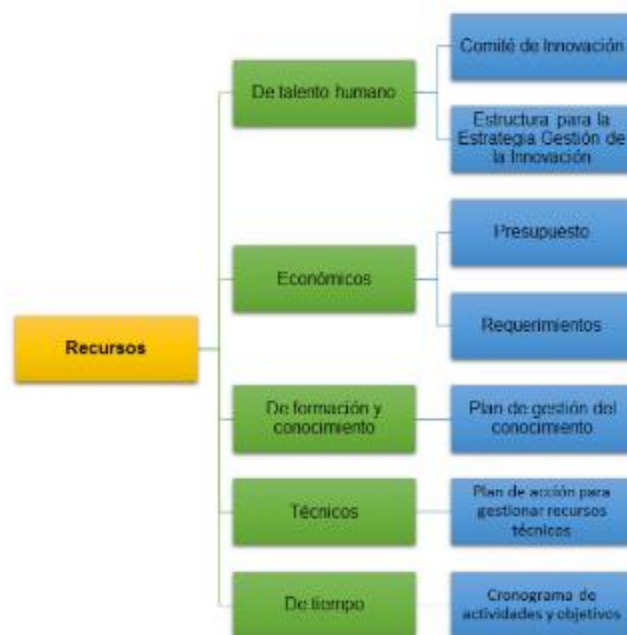 Comité de Innovación
De talento humano
Estructura para la
Estrategia Gestión de
la Innovación
Presupuesto
Económicos
Requerimientos
Recursos
De formación y
conocimiento
Plan de gestión del
conocimiento
Técnicos
Plan de acción para
gestionar recursos
técnicos
De tiempo
Cronograma de
actividades y objetivos